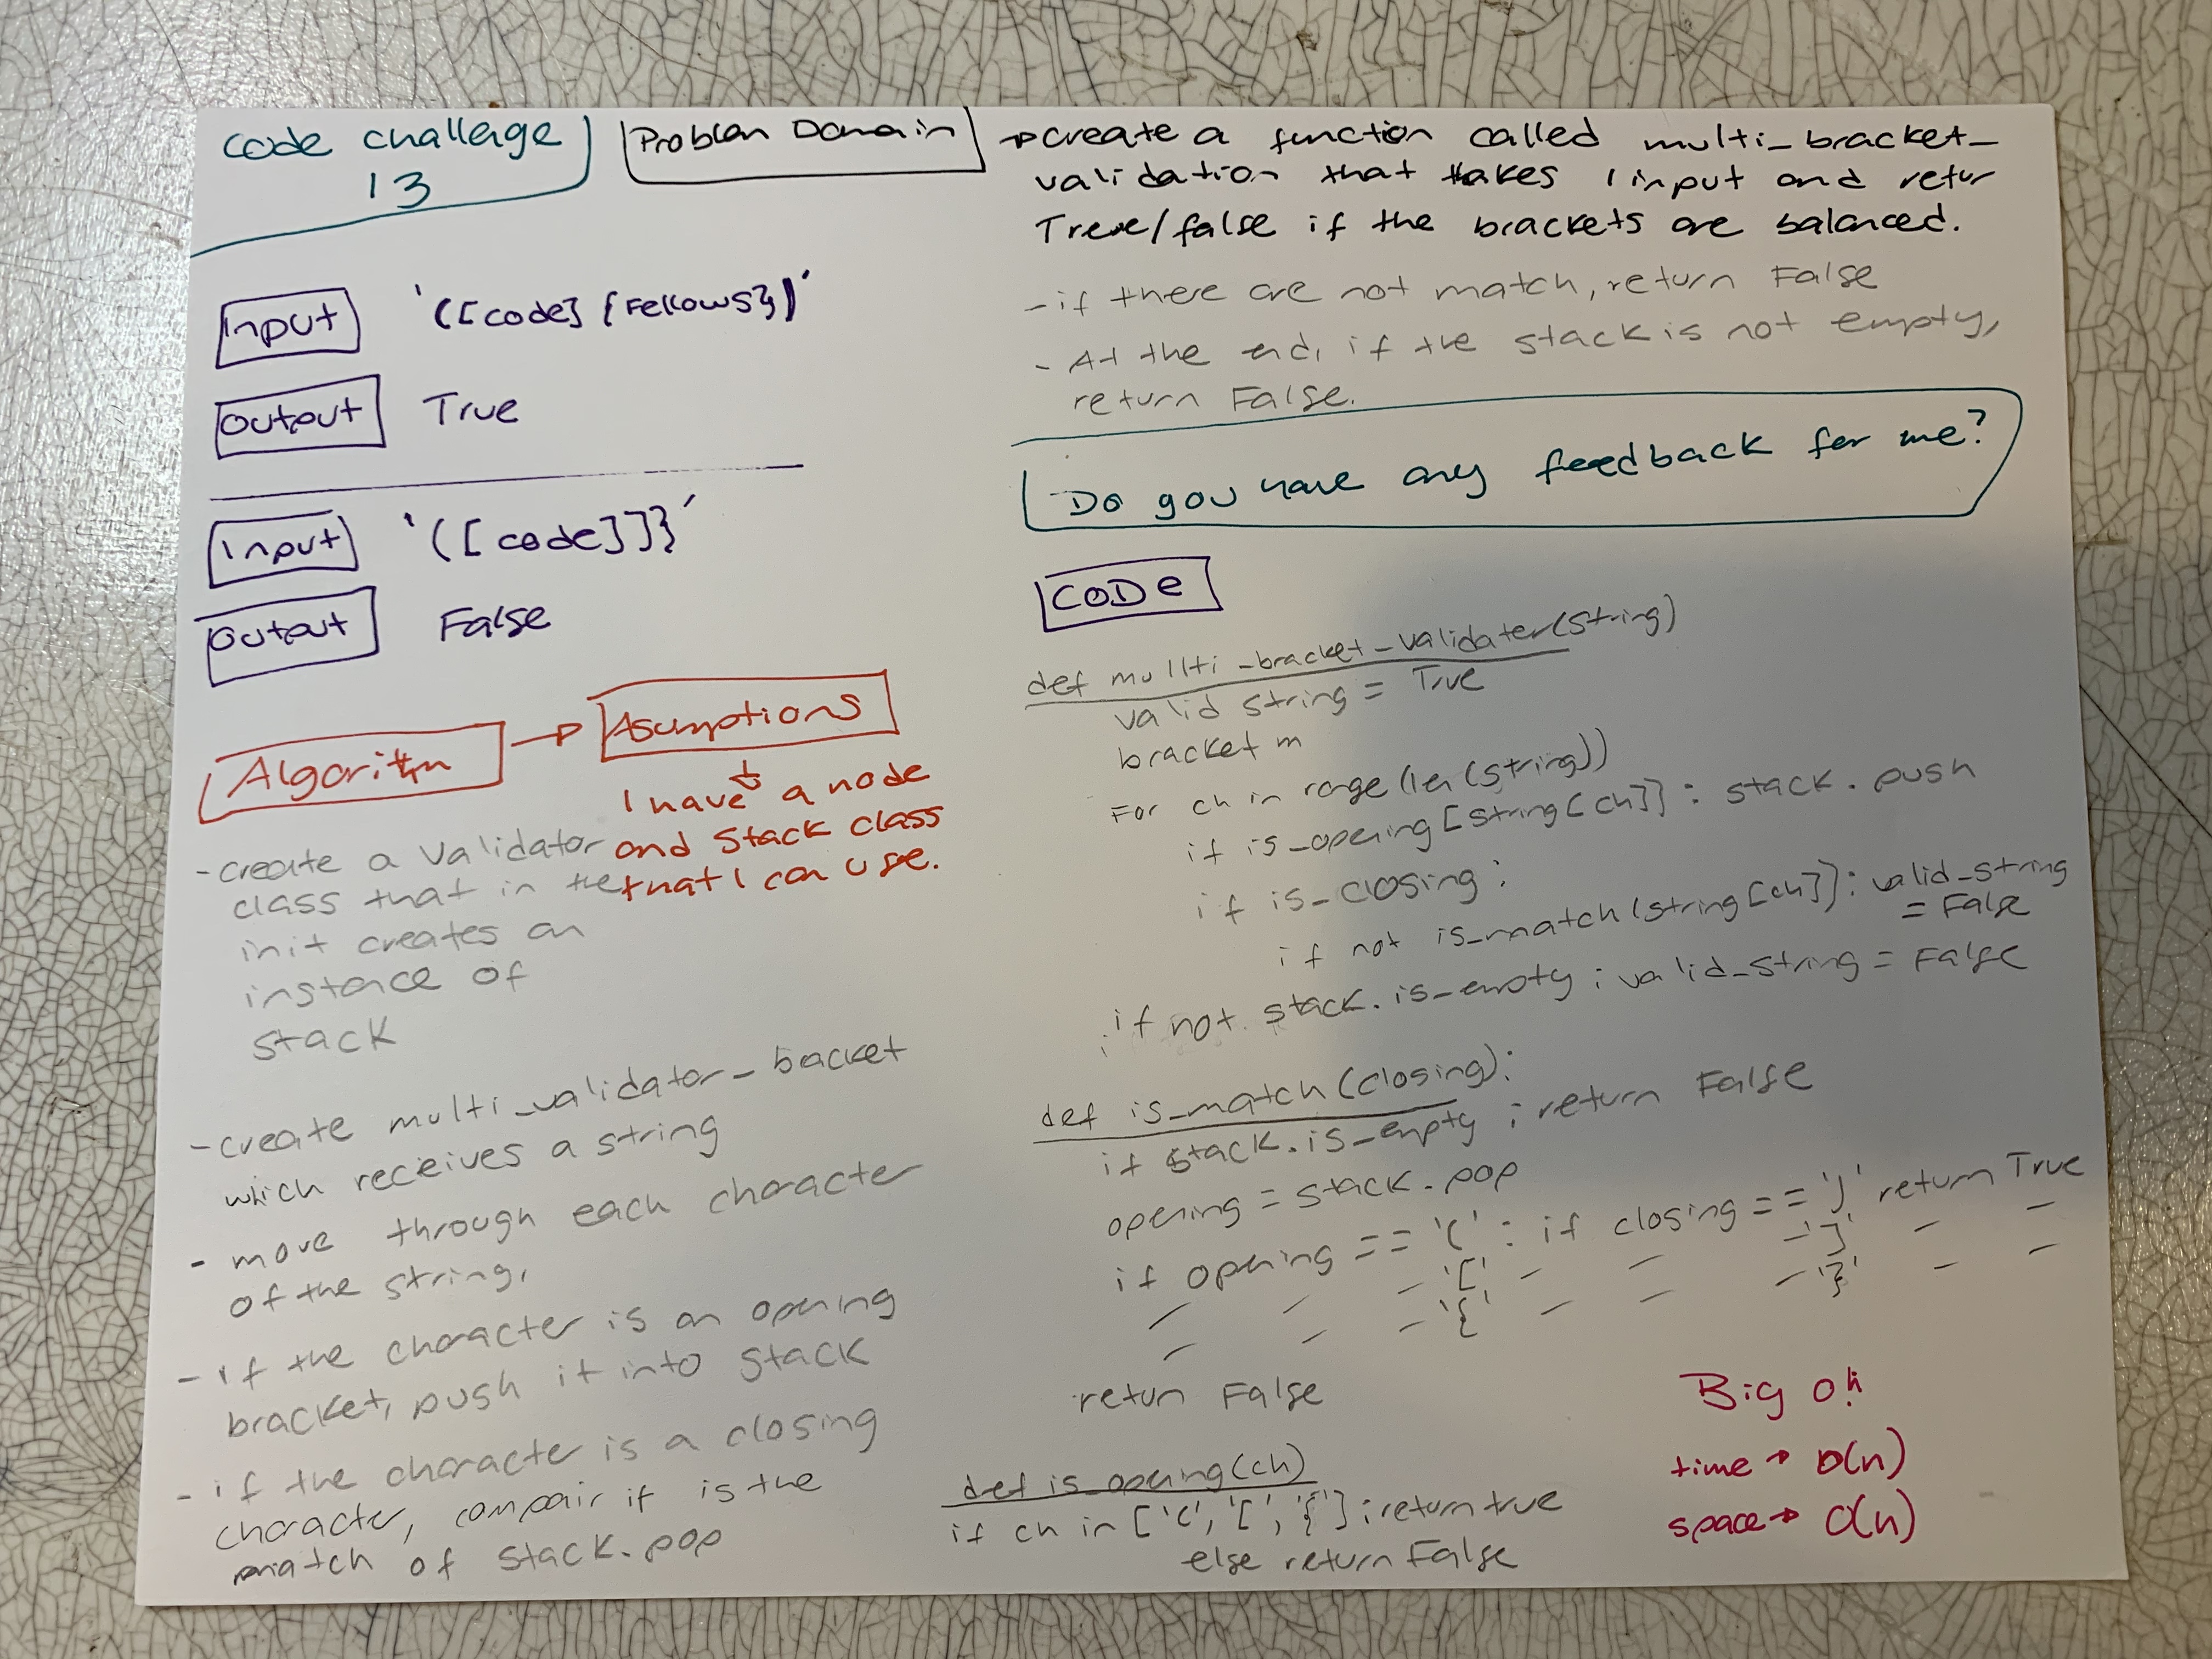 Code challenge
13
Problem Domain
→ create a function called multi_bracket_
validation that takes 1 input and retur
Treue/false if the brackets are balanced.
- if there are not match, return False
- At the end, if the stack is not empty,
return False.
Do you have any feedback for me?
Input '([code]{Fellows})'
Output True
Input '([code]]}'
Output False
Algorithm → Asumptions
I have a node
and Stack class
that I can use.
- create a Validator
class that in the
init creates an
instance of
stack
- create multi_validator_backet
which receives a string
- move through each character
of the string,
- if the character is an opening
bracket, push it into stack
- if the character is a closing
character, compair if is the
match of stack.pop
CODe
def mullti_bracket_validater(string)
valid string = True
bracket m
For ch in range(len(string))
if is_opening[string[ch]] : stack.push
if is_closing :
if not is_match(string[ch]) : valid_string
= False
if not stack.is_empty ; valid_string = False
def is_match(closing):
if stack.is_empty ; return False
opening = stack.pop
if opening == '(' : if closing == ')' return True
— — — '[' — — — ']' — —
— — — '{' — — — '}' — —
retun False
def is_opening(ch)
if ch in ['(', '[', '{'] ; return true
else return False
Big oh
time → O(n)
space → O(n)